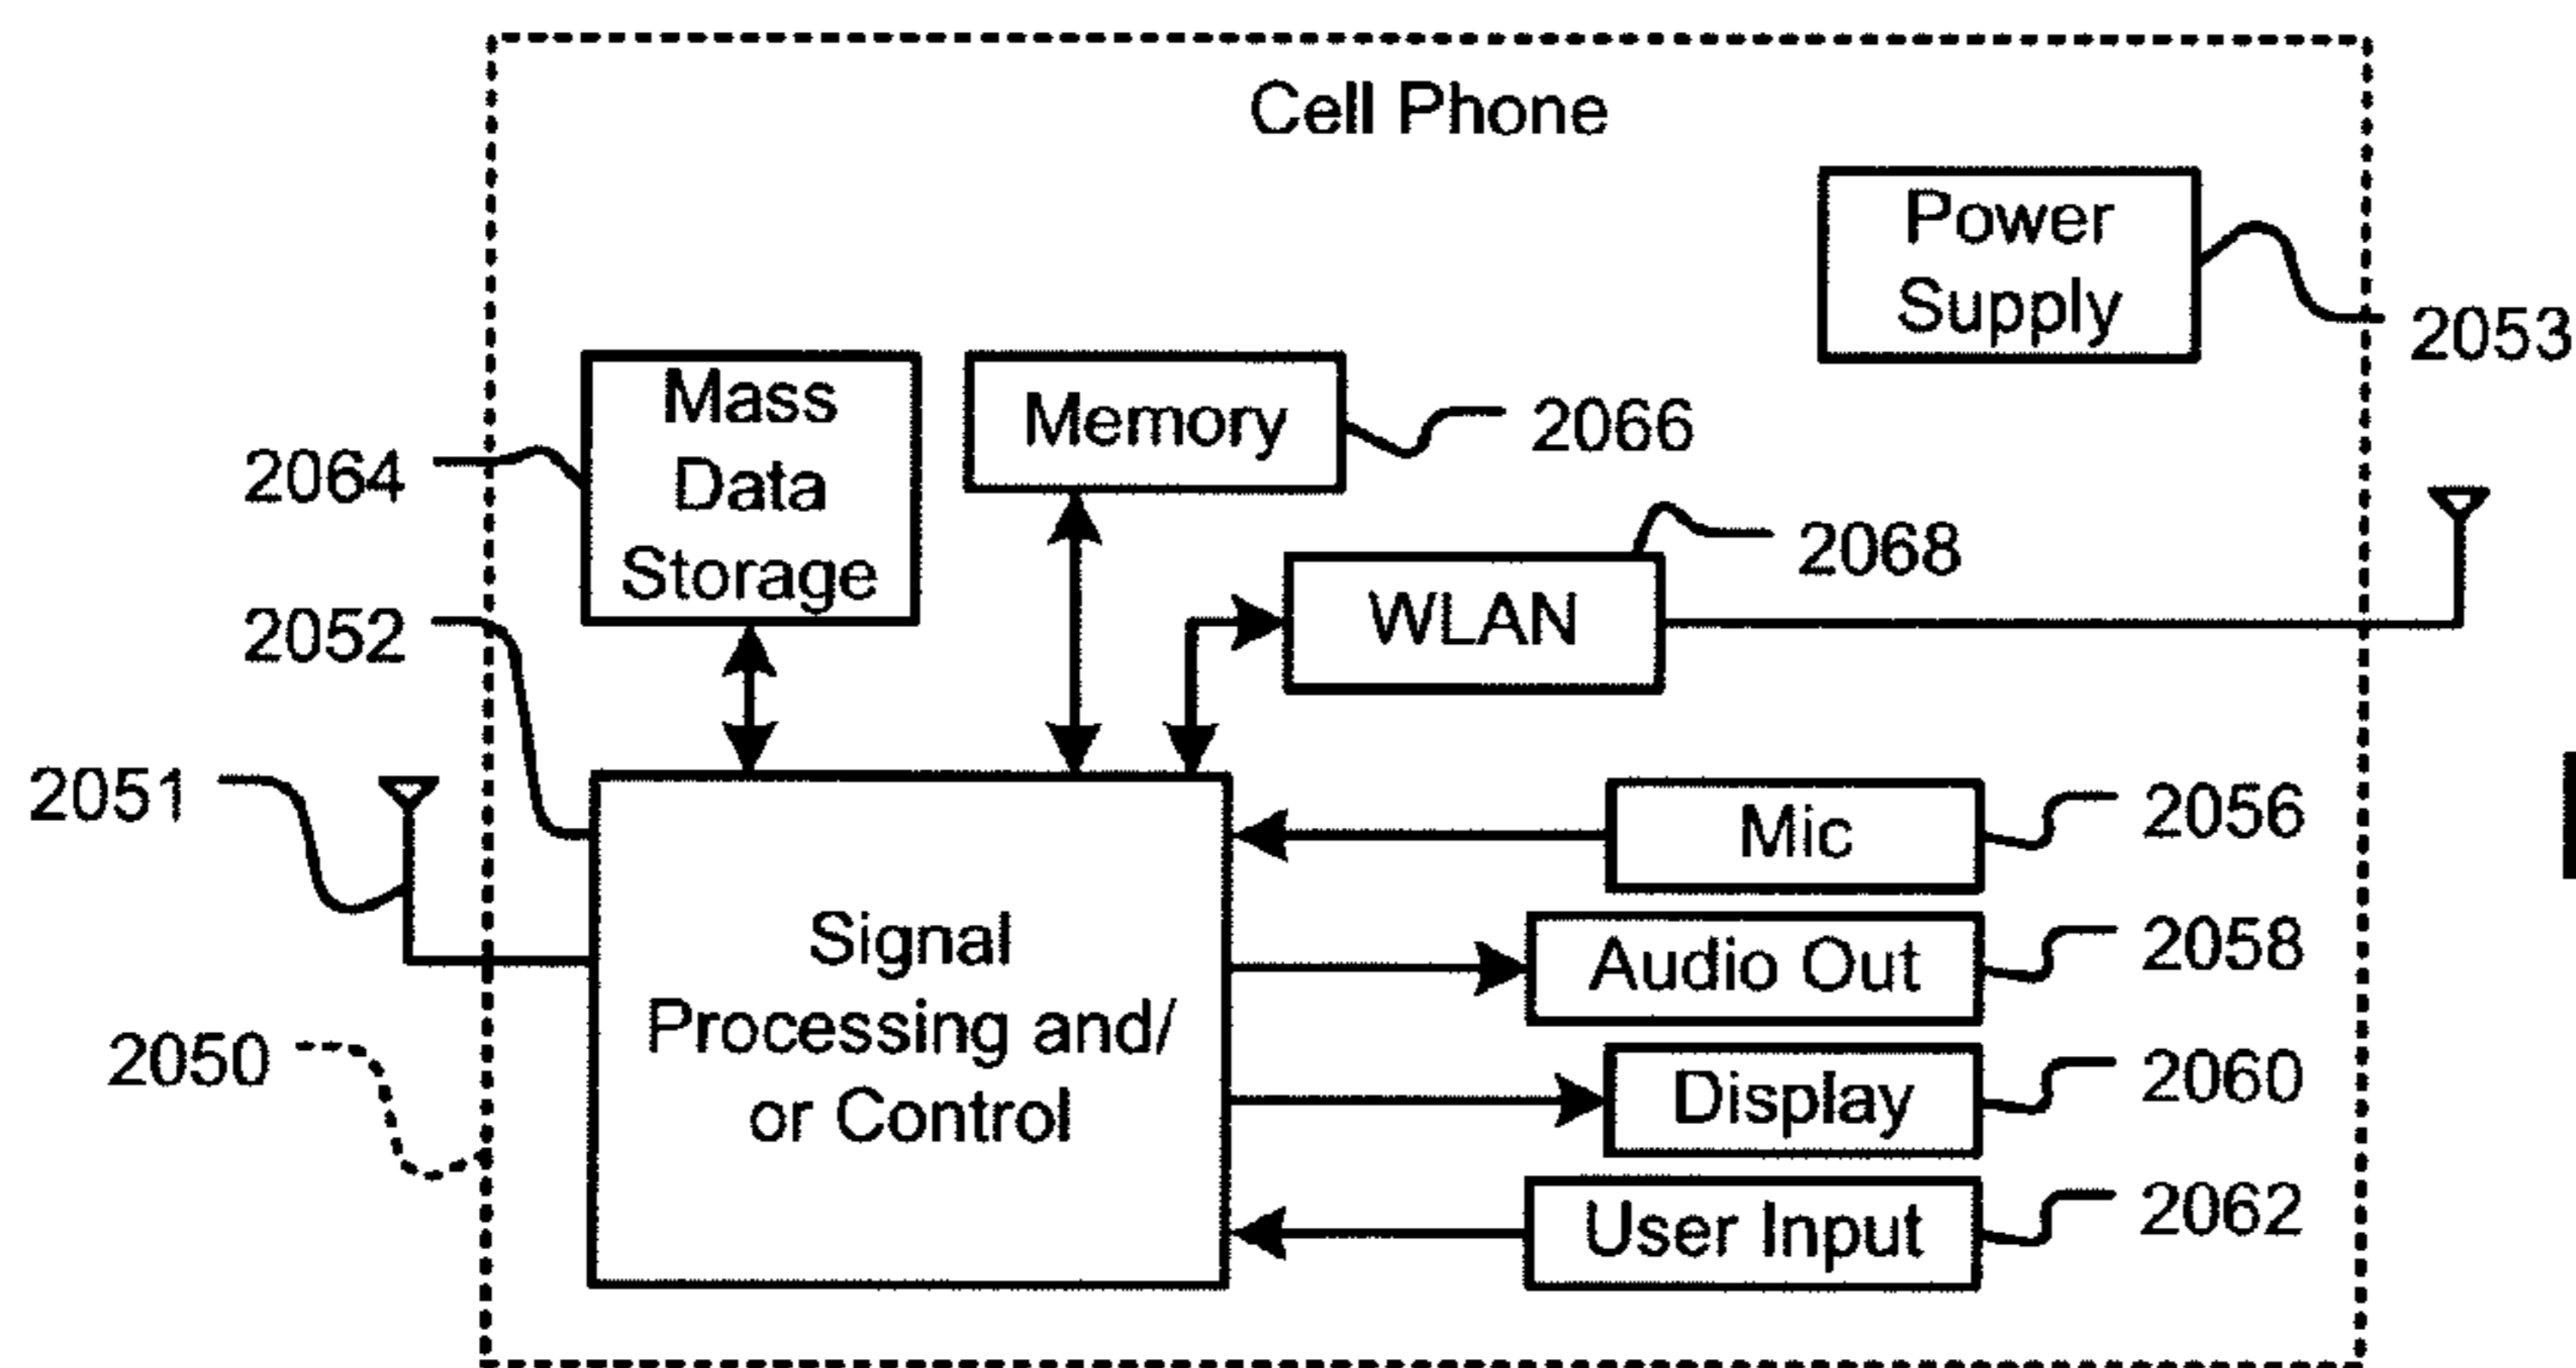 Cell Phone
Power
Supply
2053
Mass
Data
Storage
2064
Memory
2066
2068
WLAN
2052
2051
Signal
Processing and/
or Control
2050
Mic
2056
Audio Out
2058
Display
2060
User Input
2062